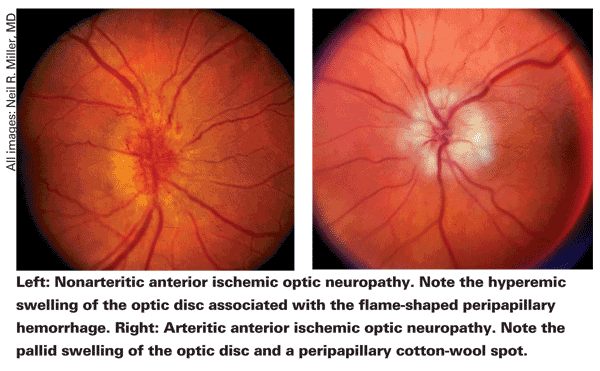 All images: Neil R. Miller, MD
Left: Nonarteritic anterior ischemic optic neuropathy. Note the hyperemic
swelling of the optic disc associated with the flame-shaped peripapillary
hemorrhage. Right: Arteritic anterior ischemic optic neuropathy. Note the
pallid swelling of the optic disc and a peripapillary cotton-wool spot.